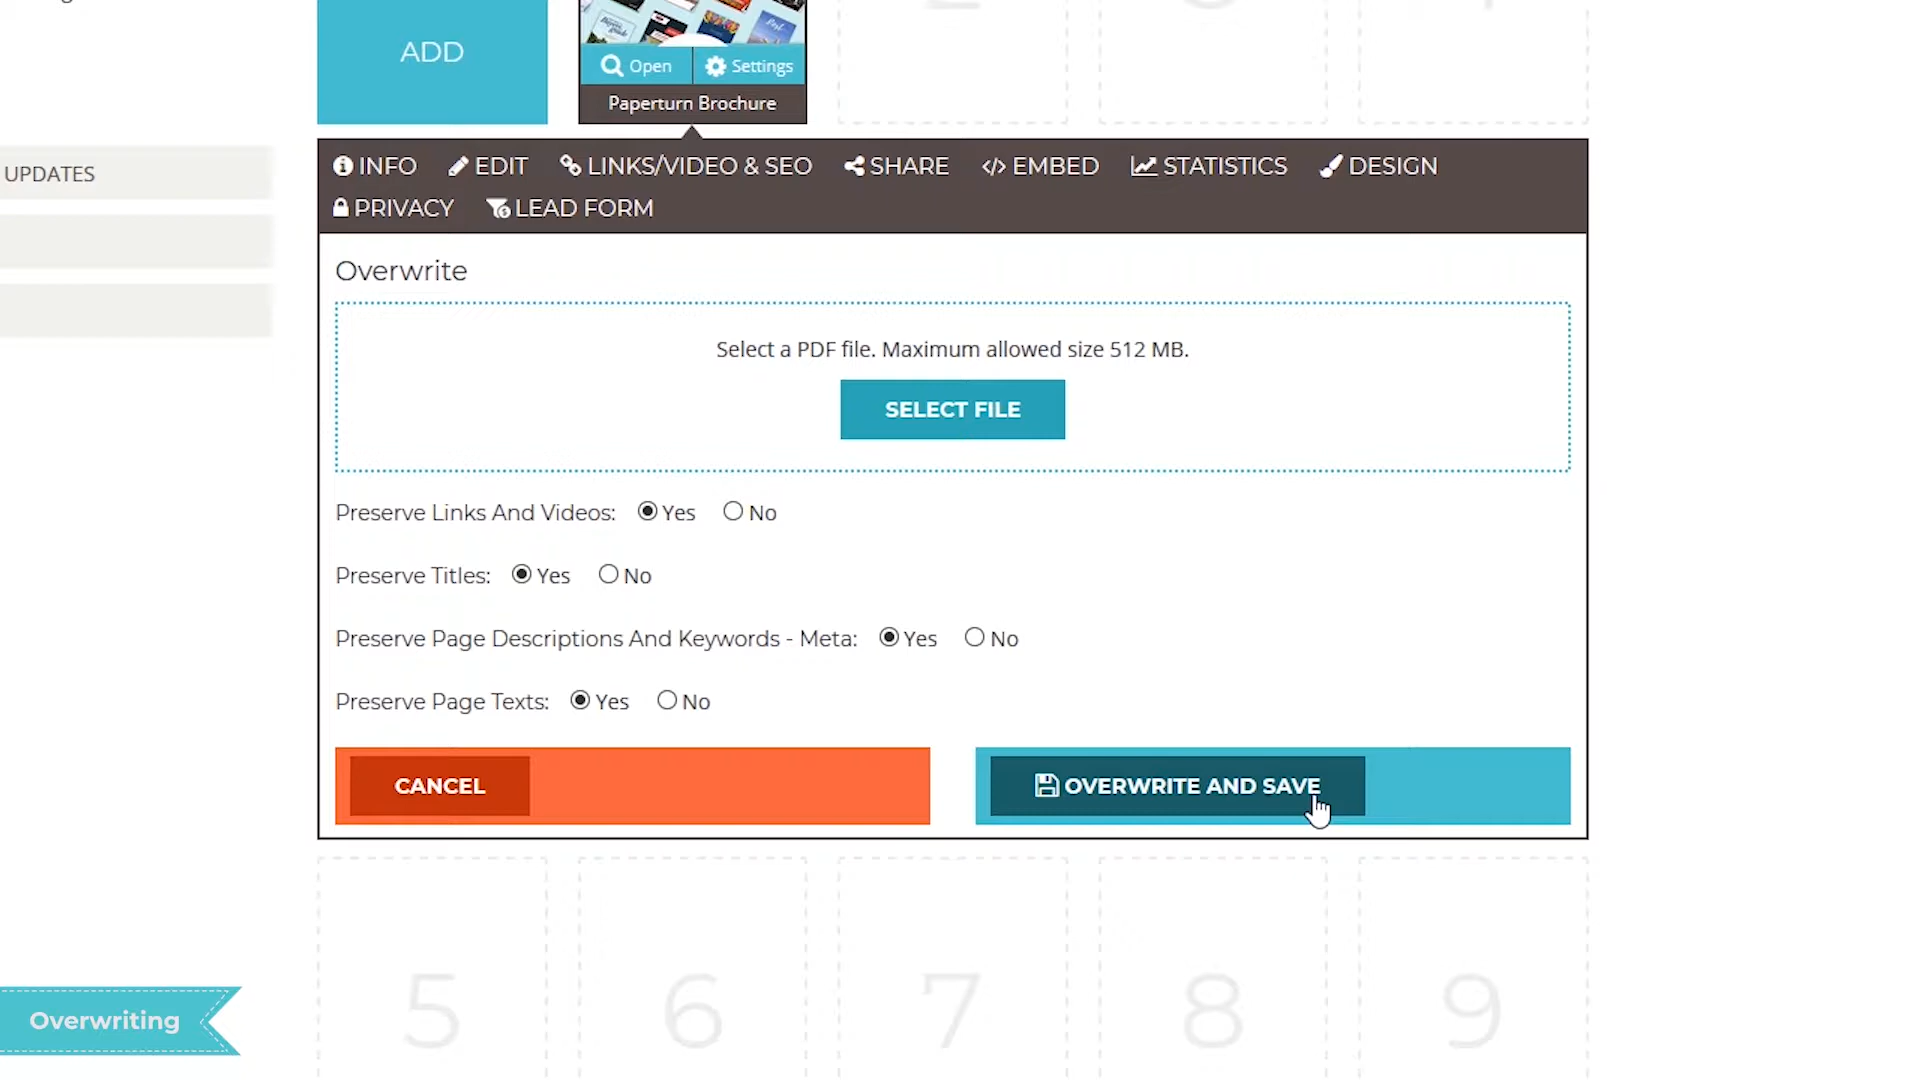 ADD
Open
Settings
Paperturn Brochure
UPDATES
INFO
EDIT
LINKS/VIDEO & SEO
SHARE
EMBED
STATISTICS
DESIGN
PRIVACY
LEAD FORM
Overwrite
Select a PDF file. Maximum allowed size 512 MB.
SELECT FILE
Preserve Links And Videos: Yes No
Preserve Titles: Yes No
Preserve Page Descriptions And Keywords - Meta: Yes No
Preserve Page Texts: Yes No
CANCEL
OVERWRITE AND SAVE
5 6 7 8 9
Overwriting